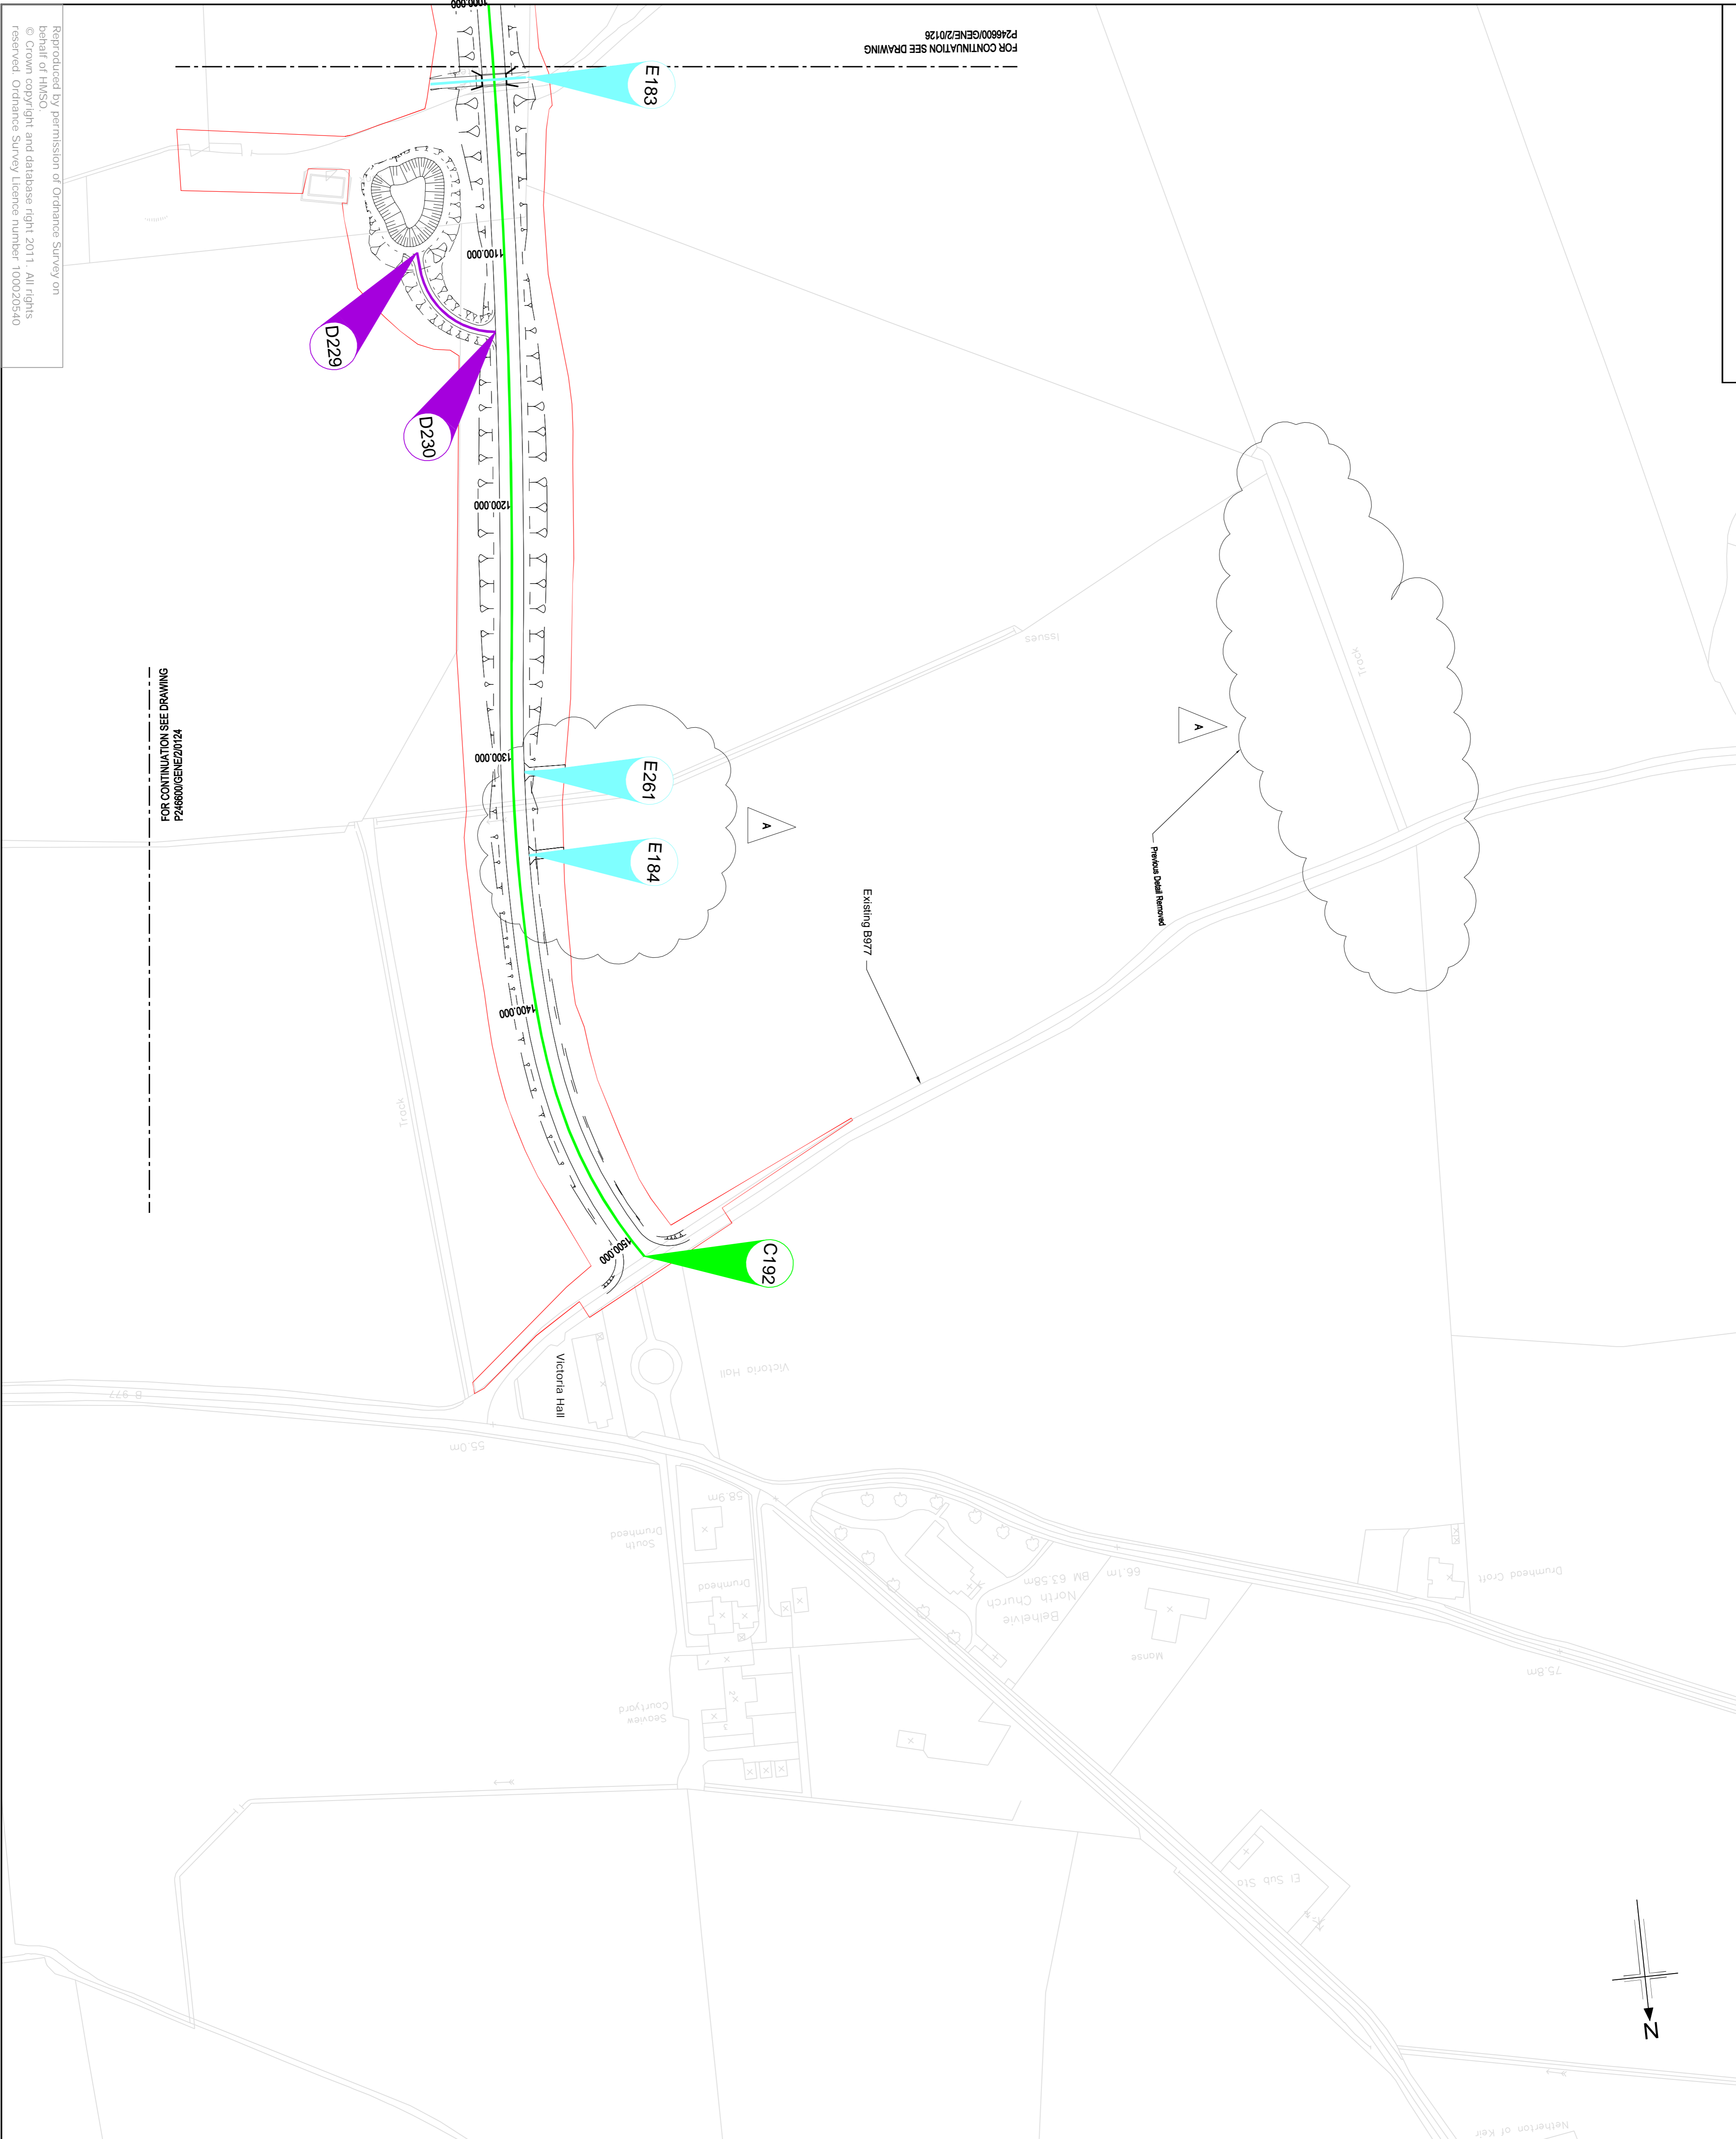 1000.000
FOR CONTINUATION SEE DRAWING
P246600/GENE/2/0126
E183
1100.000
D229
D230
1200.000
Issues
Track
FOR CONTINUATION SEE DRAWING
P246600/GENE/2/0124
1300.000
E261
A
A
E184
Previous Detail Removed
Existing B977
1400.000
Track
1500.000
C192
Victoria Hall
Victoria Hall
B 977
55.0m
58.9m
South
Drumhead
Drumhead
1
2
3
Seaview
Courtyard
Belhelvie
North Church
BM 63.58m
66.1m
Manse
Drumhead Croft
75.8m
El Sub Sta
N
Netherton of Keir
Reproduced by permission of Ordnance Survey on
behalf of HMSO.
© Crown copyright and database right 2011. All rights
reserved. Ordnance Survey Licence number 100020540